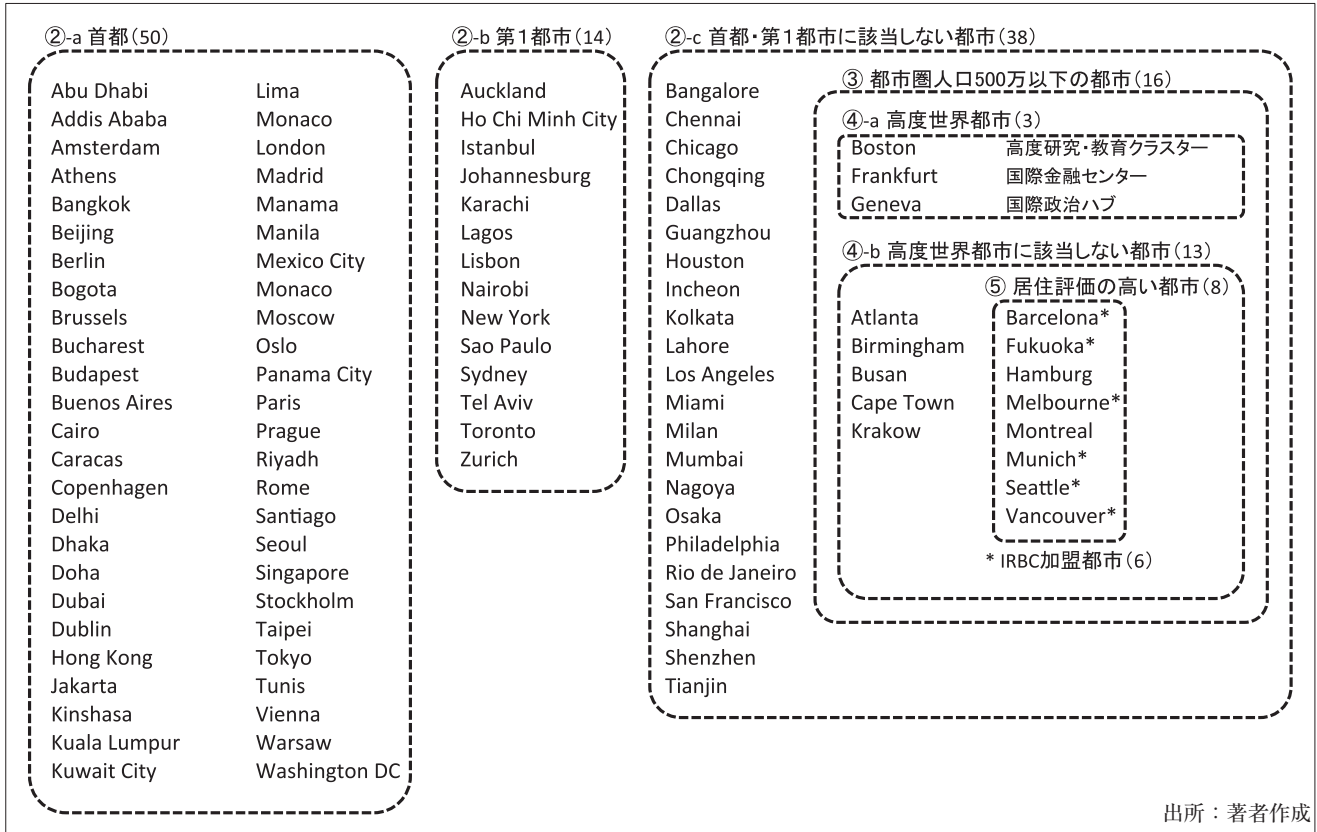 ②-a 首都(50)
Abu Dhabi
Addis Ababa
Amsterdam
Athens
Bangkok
Beijing
Berlin
Bogota
Brussels
Bucharest
Budapest
Buenos Aires
Cairo
Caracas
Copenhagen
Delhi
Dhaka
Doha
Dubai
Dublin
Hong Kong
Jakarta
Kinshasa
Kuala Lumpur
Kuwait City
Lima
Monaco
London
Madrid
Manama
Manila
Mexico City
Monaco
Moscow
Oslo
Panama City
Paris
Prague
Riyadh
Rome
Santiago
Seoul
Singapore
Stockholm
Taipei
Tokyo
Tunis
Vienna
Warsaw
Washington DC
②-b 第1都市(14)
Auckland
Ho Chi Minh City
Istanbul
Johannesburg
Karachi
Lagos
Lisbon
Nairobi
New York
Sao Paulo
Sydney
Tel Aviv
Toronto
Zurich
②-c 首都・第1都市に該当しない都市(38)
Bangalore
Chennai
Chicago
Chongqing
Dallas
Guangzhou
Houston
Incheon
Kolkata
Lahore
Los Angeles
Miami
Milan
Mumbai
Nagoya
Osaka
Philadelphia
Rio de Janeiro
San Francisco
Shanghai
Shenzhen
Tianjin
③ 都市圏人口500万以下の都市(16)
④-a 高度世界都市(3)
Boston 高度研究・教育クラスター
Frankfurt 国際金融センター
Geneva 国際政治ハブ
④-b 高度世界都市に該当しない都市(13)
Atlanta
Birmingham
Busan
Cape Town
Krakow
⑤ 居住評価の高い都市(8)
Barcelona*
Fukuoka*
Hamburg
Melbourne*
Montreal
Munich*
Seattle*
Vancouver*
* IRBC加盟都市(6)
出所：著者作成